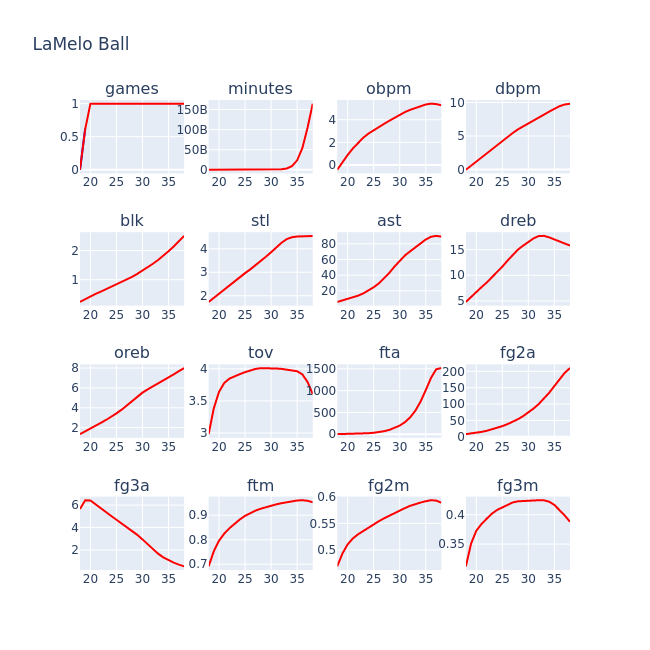 LaMelo Ball
games minutes obpm dbpm
1 0.5 0 20 25 30 35
150B 100B 50B 0 20 25 30 35
4 2 0 20 25 30 35
10 5 0 20 25 30 35
blk stl ast dreb
2 1 20 25 30 35
4 3 2 20 25 30 35
80 60 40 20 20 25 30 35
15 10 5 20 25 30 35
oreb tov fta fg2a
8 6 4 2 20 25 30 35
4 3.5 3 20 25 30 35
1500 1000 500 0 20 25 30 35
200 150 100 50 0 20 25 30 35
fg3a ftm fg2m fg3m
6 4 2 20 25 30 35
0.9 0.8 0.7 20 25 30 35
0.6 0.55 0.5 20 25 30 35
0.4 0.35 20 25 30 35